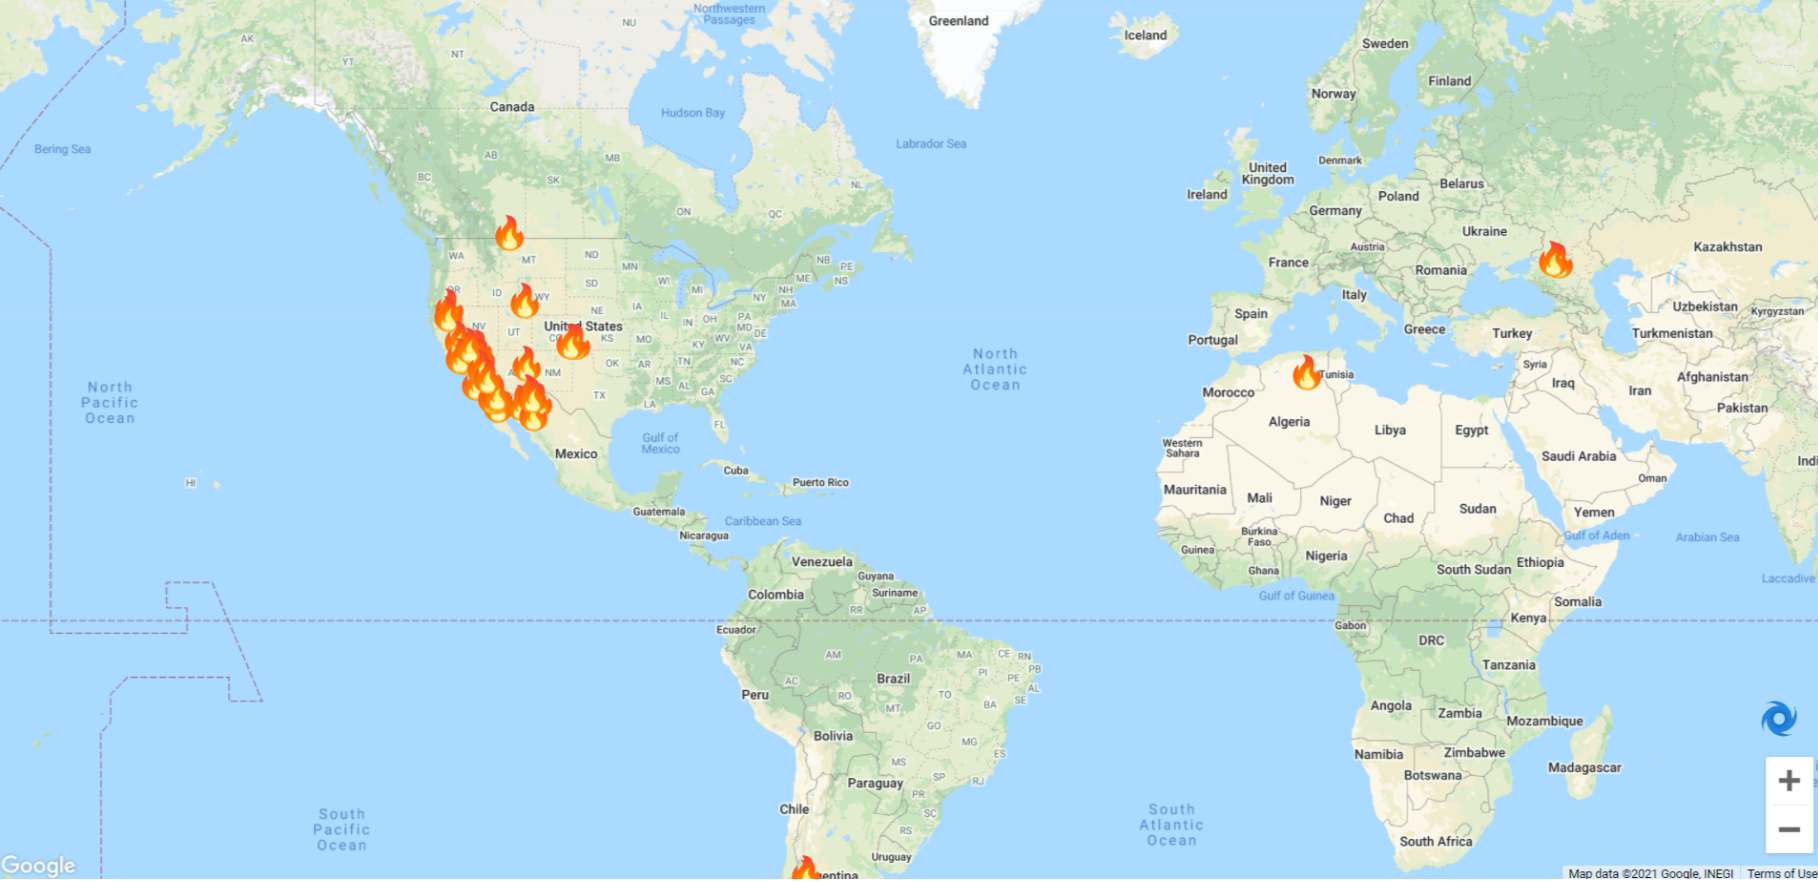 Northwestern
Passages
Greenland
Iceland
NU
AK
YT
NT
Sweden
Finland
Norway
Canada
Hudson Bay
Labrador Sea
Bering Sea
AB
MB
BC
SK
NL
ON
QC
Denmark
United
Kingdom
Ireland
Belarus
Poland
Germany
Ukraine
Kazakhstan
Austria
France
Romania
WA
MT
ND
MN
NB
PE
NS
ME
OR
ID
WY
SD
WI
MI
NH
NY
MA
Italy
Spain
Portugal
Greece
Turkey
Uzbekistan
Kyrgyzstan
Turkmenistan
NE
IA
IL
IN
OH
PA
MD
DE
NV
UT
United States
KS
MO
KY
WV
VA
NM
OK
AR
TN
NC
MS
AL
SC
GA
TX
LA
FL
North
Atlantic
Ocean
North
Pacific
Ocean
Syria
Iraq
Iran
Afghanistan
Pakistan
Tunisia
Morocco
Algeria
Libya
Egypt
Western
Sahara
Saudi Arabia
Oman
Gulf of
Mexico
Mexico
Cuba
Puerto Rico
HI
Mauritania
Mali
Niger
Chad
Sudan
Yemen
Guatemala
Caribbean Sea
Nicaragua
Burkina
Faso
Guinea
Nigeria
Ghana
Gulf of Aden
Arabian Sea
South Sudan
Ethiopia
Laccadive
Venezuela
Guyana
Suriname
Colombia
RR
AP
Gulf of Guinea
Somalia
Ecuador
Gabon
Kenya
DRC
AM
PA
MA
CE
RN
PB
PI
PE
AL
SE
AC
RO
TO
BA
MT
Peru
Brazil
Tanzania
Angola
Zambia
Mozambique
Bolivia
GO
MG
ES
MS
SP
RJ
PR
SC
RS
Namibia
Zimbabwe
Botswana
Madagascar
Paraguay
Chile
South
Pacific
Ocean
South
Atlantic
Ocean
South Africa
Uruguay
Google
Map data ©2021 Google, INEGI
Terms of Use